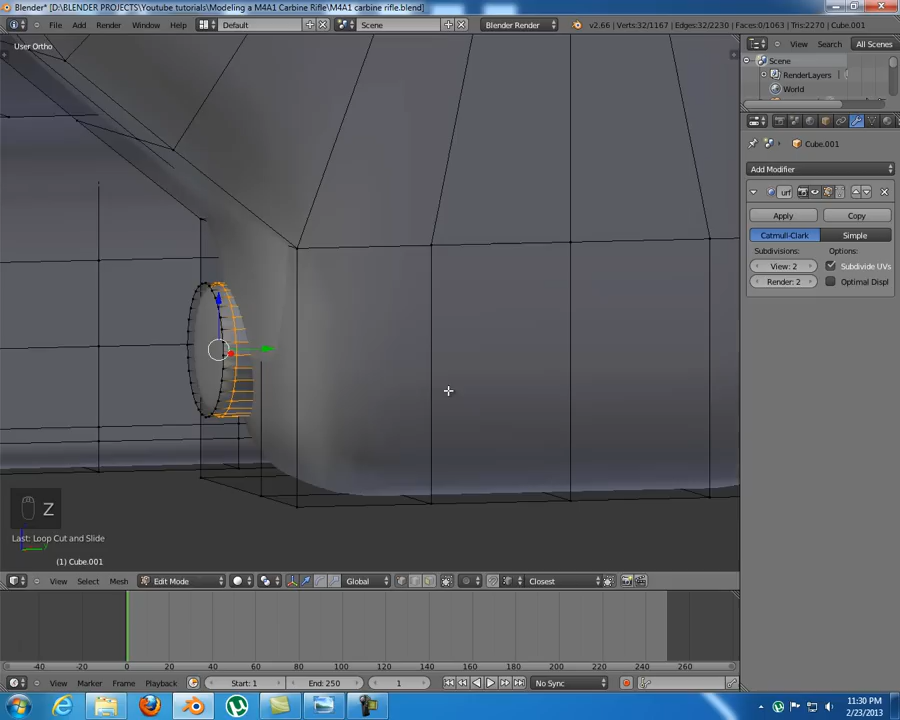 Blender* [D:\BLENDER PROJECTS\Youtube tutorials\Modeling a M4A1 Carbine Rifle\M4A1 carbine rifle.blend]
File Add Render Window Help Default Scene Blender Render v2.66 | Verts:32/1167 | Edges:32/2230 | Faces:0/1063 | Tris:2270 | Cube.001
User Ortho
View Search All Scenes
Scene
RenderLayers
World
Cube.001
Add Modifier
urf
Apply Copy
Catmull-Clark Simple
Subdivisions: Options:
View: 2 Subdivide UVs
Render: 2 Optimal Displ
Z
Last: Loop Cut and Slide
(1) Cube.001
View Select Mesh Edit Mode Global Closest
-40 -20 0 20 40 60 80 100 120 140 160 180 200 220 240 260
View Marker Frame Playback Start: 1 End: 250 1 No Sync
11:30 PM
2/23/2013